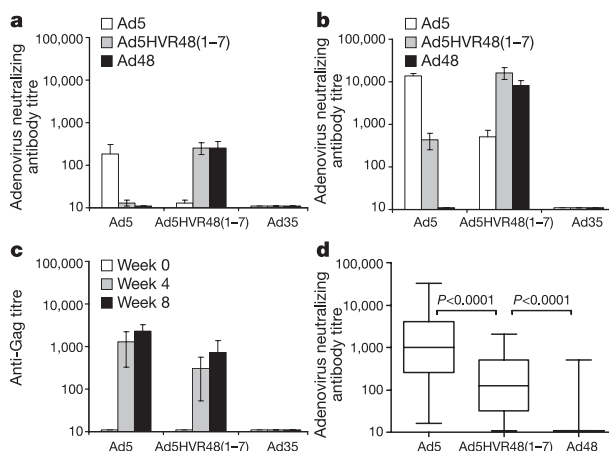 a
Ad5
Ad5HVR48(1–7)
Ad48
Adenovirus neutralizing
antibody titre
100,000
10,000
1,000
100
10
Ad5
Ad5HVR48(1–7)
Ad35
b
Ad5
Ad5HVR48(1–7)
Ad48
Adenovirus neutralizing
antibody titre
100,000
10,000
1,000
100
10
Ad5
Ad5HVR48(1–7)
Ad35
c
Week 0
Week 4
Week 8
Anti-Gag titre
100,000
10,000
1,000
100
10
Ad5
Ad5HVR48(1–7)
Ad35
d
Adenovirus neutralizing
antibody titre
100,000
10,000
1,000
100
10
P<0.0001
P<0.0001
Ad5
Ad5HVR48(1–7)
Ad48